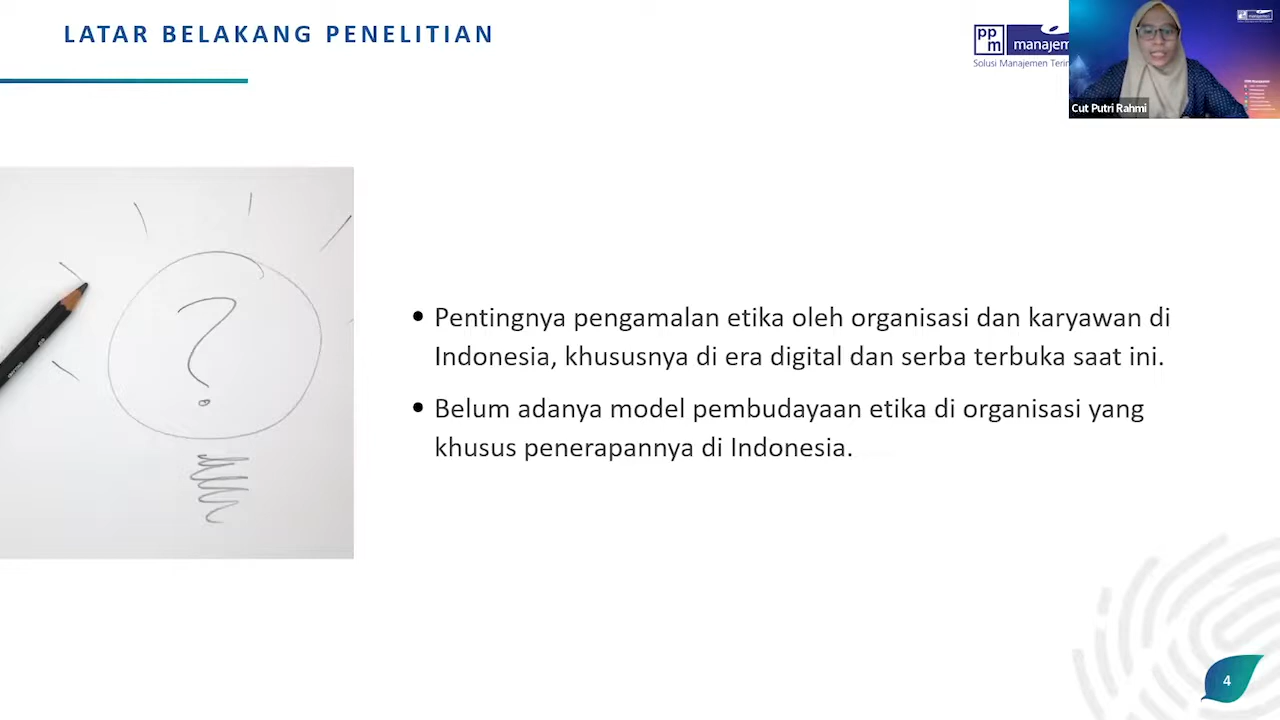 LATAR BELAKANG PENELITIAN
ppm manajem
Solusi Manajemen Terin
Cut Putri Rahmi
• Pentingnya pengamalan etika oleh organisasi dan karyawan di
Indonesia, khususnya di era digital dan serba terbuka saat ini.
• Belum adanya model pembudayaan etika di organisasi yang
khusus penerapannya di Indonesia.
4